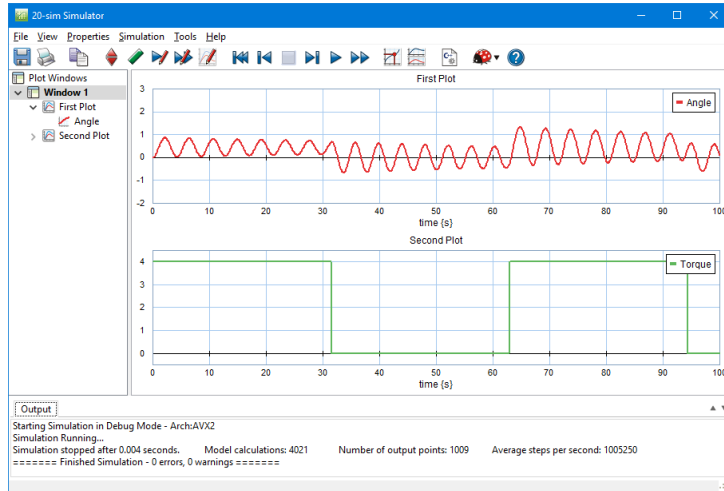 20-sim Simulator
File View Properties Simulation Tools Help
Plot Windows
Window 1
First Plot
Angle
Second Plot
First Plot
3
2
1
0
-1
-2
Angle
0 10 20 30 40 50 60 70 80 90 100
time {s}
Second Plot
4
3
2
1
0
Torque
0 10 20 30 40 50 60 70 80 90 100
time {s}
Output
Starting Simulation in Debug Mode - Arch:AVX2
Simulation Running...
Simulation stopped after 0.004 seconds. Model calculations: 4021 Number of output points: 1009 Average steps per second: 1005250
======= Finished Simulation - 0 errors, 0 warnings =======